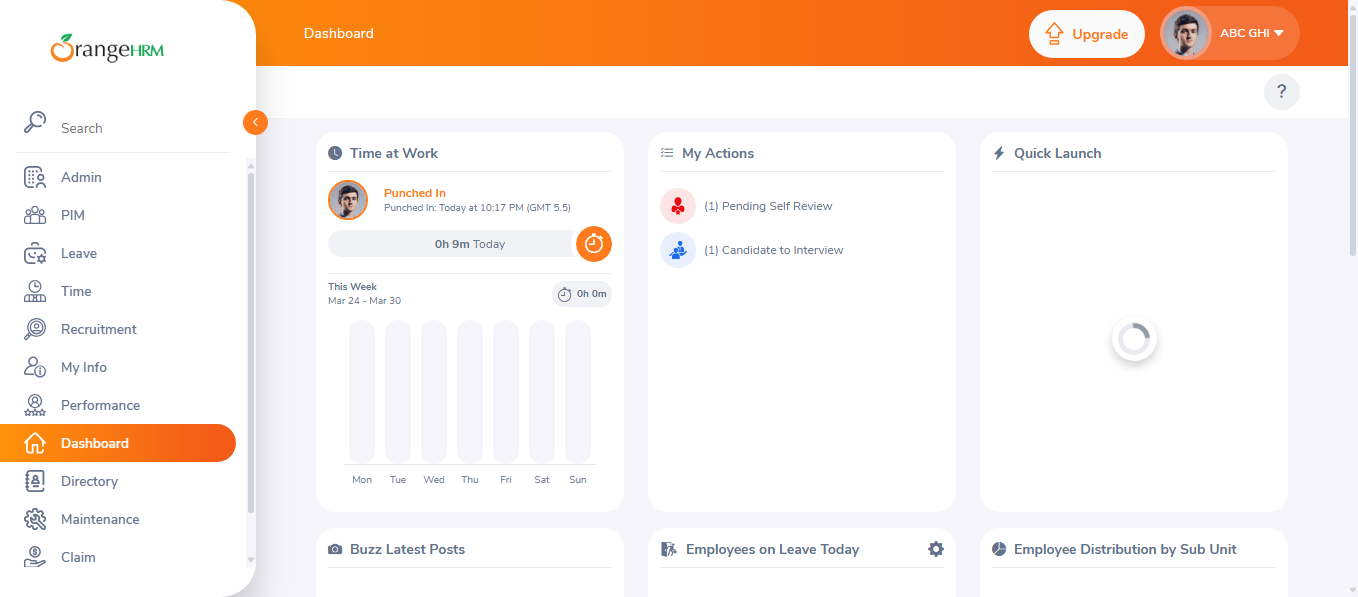 OrangeHRM
Search
Admin
PIM
Leave
Time
Recruitment
My Info
Performance
Dashboard
Directory
Maintenance
Claim
Dashboard
Upgrade
ABC GHI
?
Time at Work
Punched In
Punched In: Today at 10:17 PM (GMT 5.5)
0h 9m Today
This Week
Mar 24 - Mar 30
0h 0m
Mon Tue Wed Thu Fri Sat Sun
My Actions
(1) Pending Self Review
(1) Candidate to Interview
Quick Launch
Buzz Latest Posts
Employees on Leave Today
Employee Distribution by Sub Unit